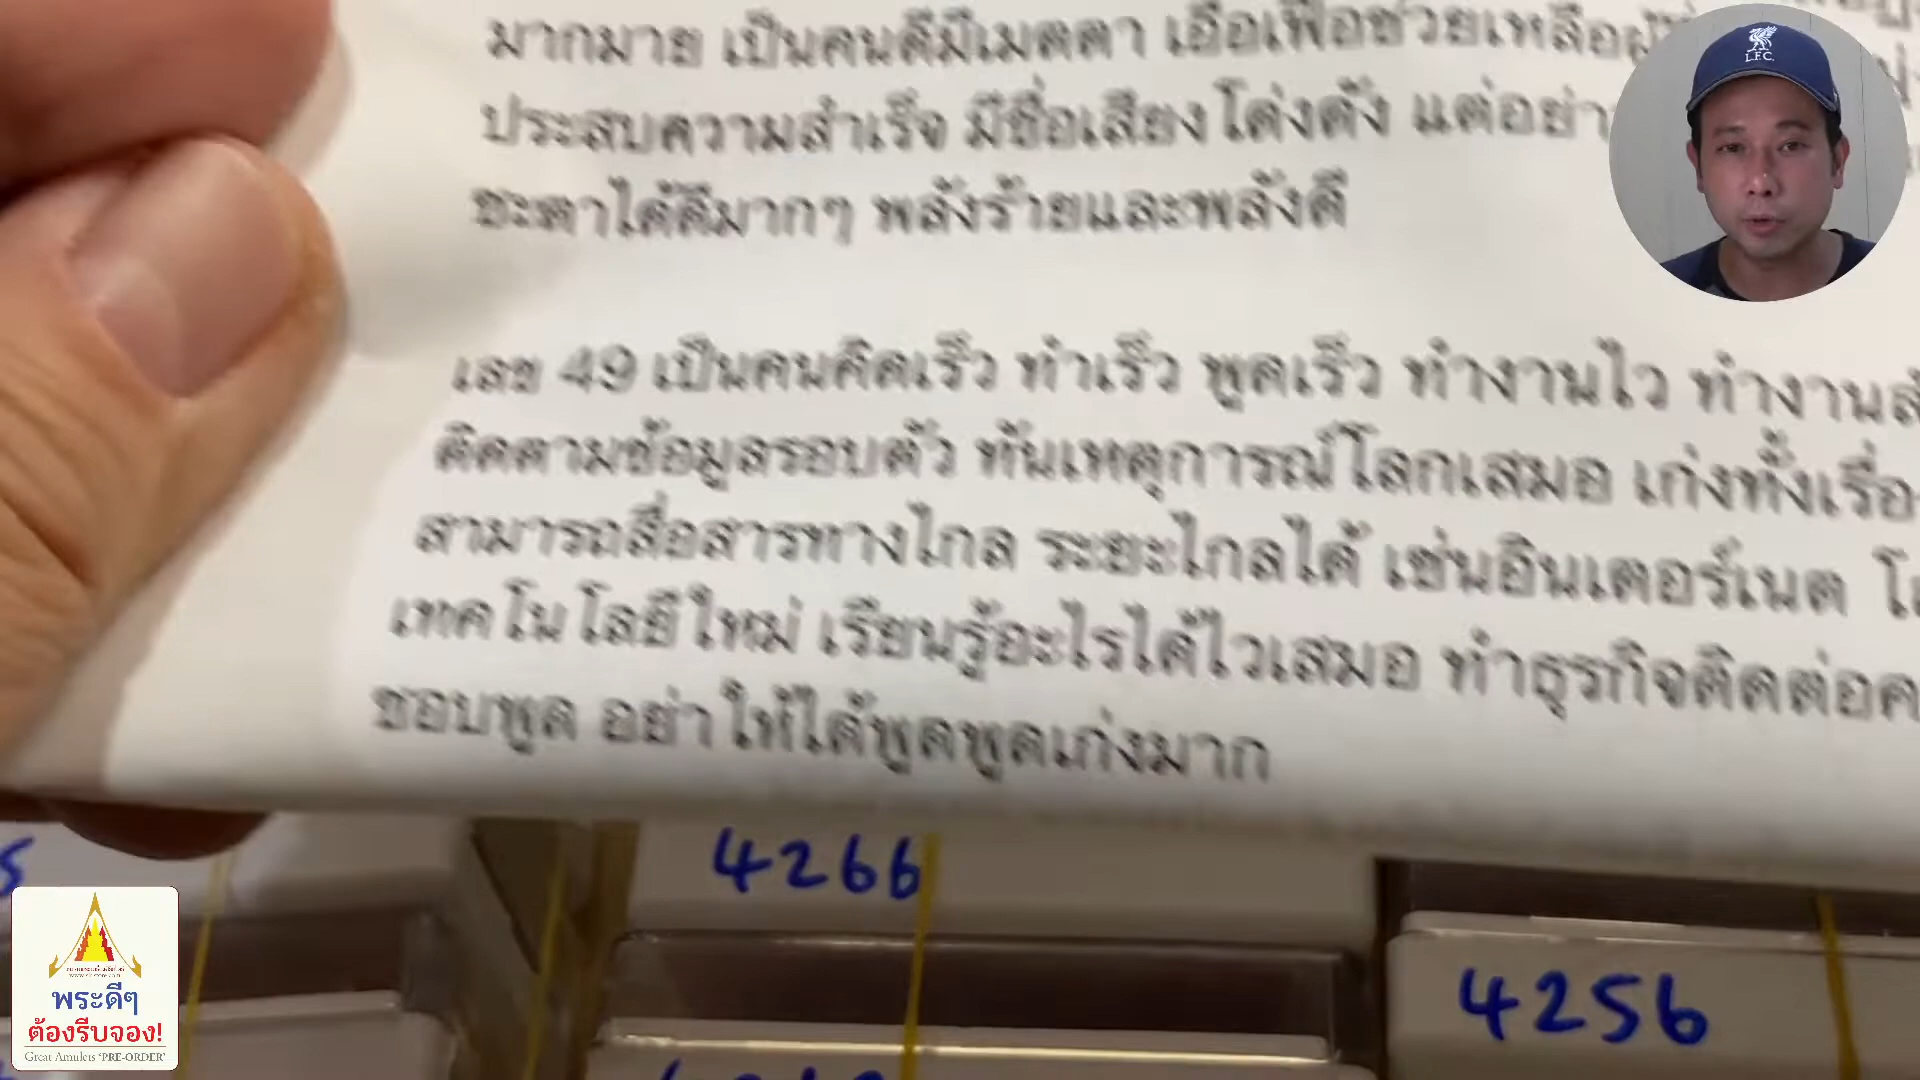 มากมาย เป็นคนดีมีเมตตา เอื้อเฟื้อช่วยเหลือ
ประสบความสำเร็จ มีชื่อเสียงโด่งดัง แต่อย่า
ชะตาได้ดีมากๆ พลังร้ายและพลังดี
เลข 49 เป็นคนคิดเร็ว ทำเร็ว พูดเร็ว ทำงานไว ทำงาน
ติดตามข้อมูลรอบตัว ทันเหตุการณ์โลกเสมอ เก่งทั้ง
สามารถสื่อสารทางไกล ระยะไกลได้ เช่นอินเตอร์เนต
เทคโนโลยีใหม่ เรียนรู้อะไรได้ไวเสมอ ทำธุรกิจติดต่อ
ชอบพูด อย่าให้ได้พูดพูดเก่งมาก
4266
4256
L.F.C.
พระดีๆ
ต้องรีบจอง!
Great Amulets 'PRE-ORDER'